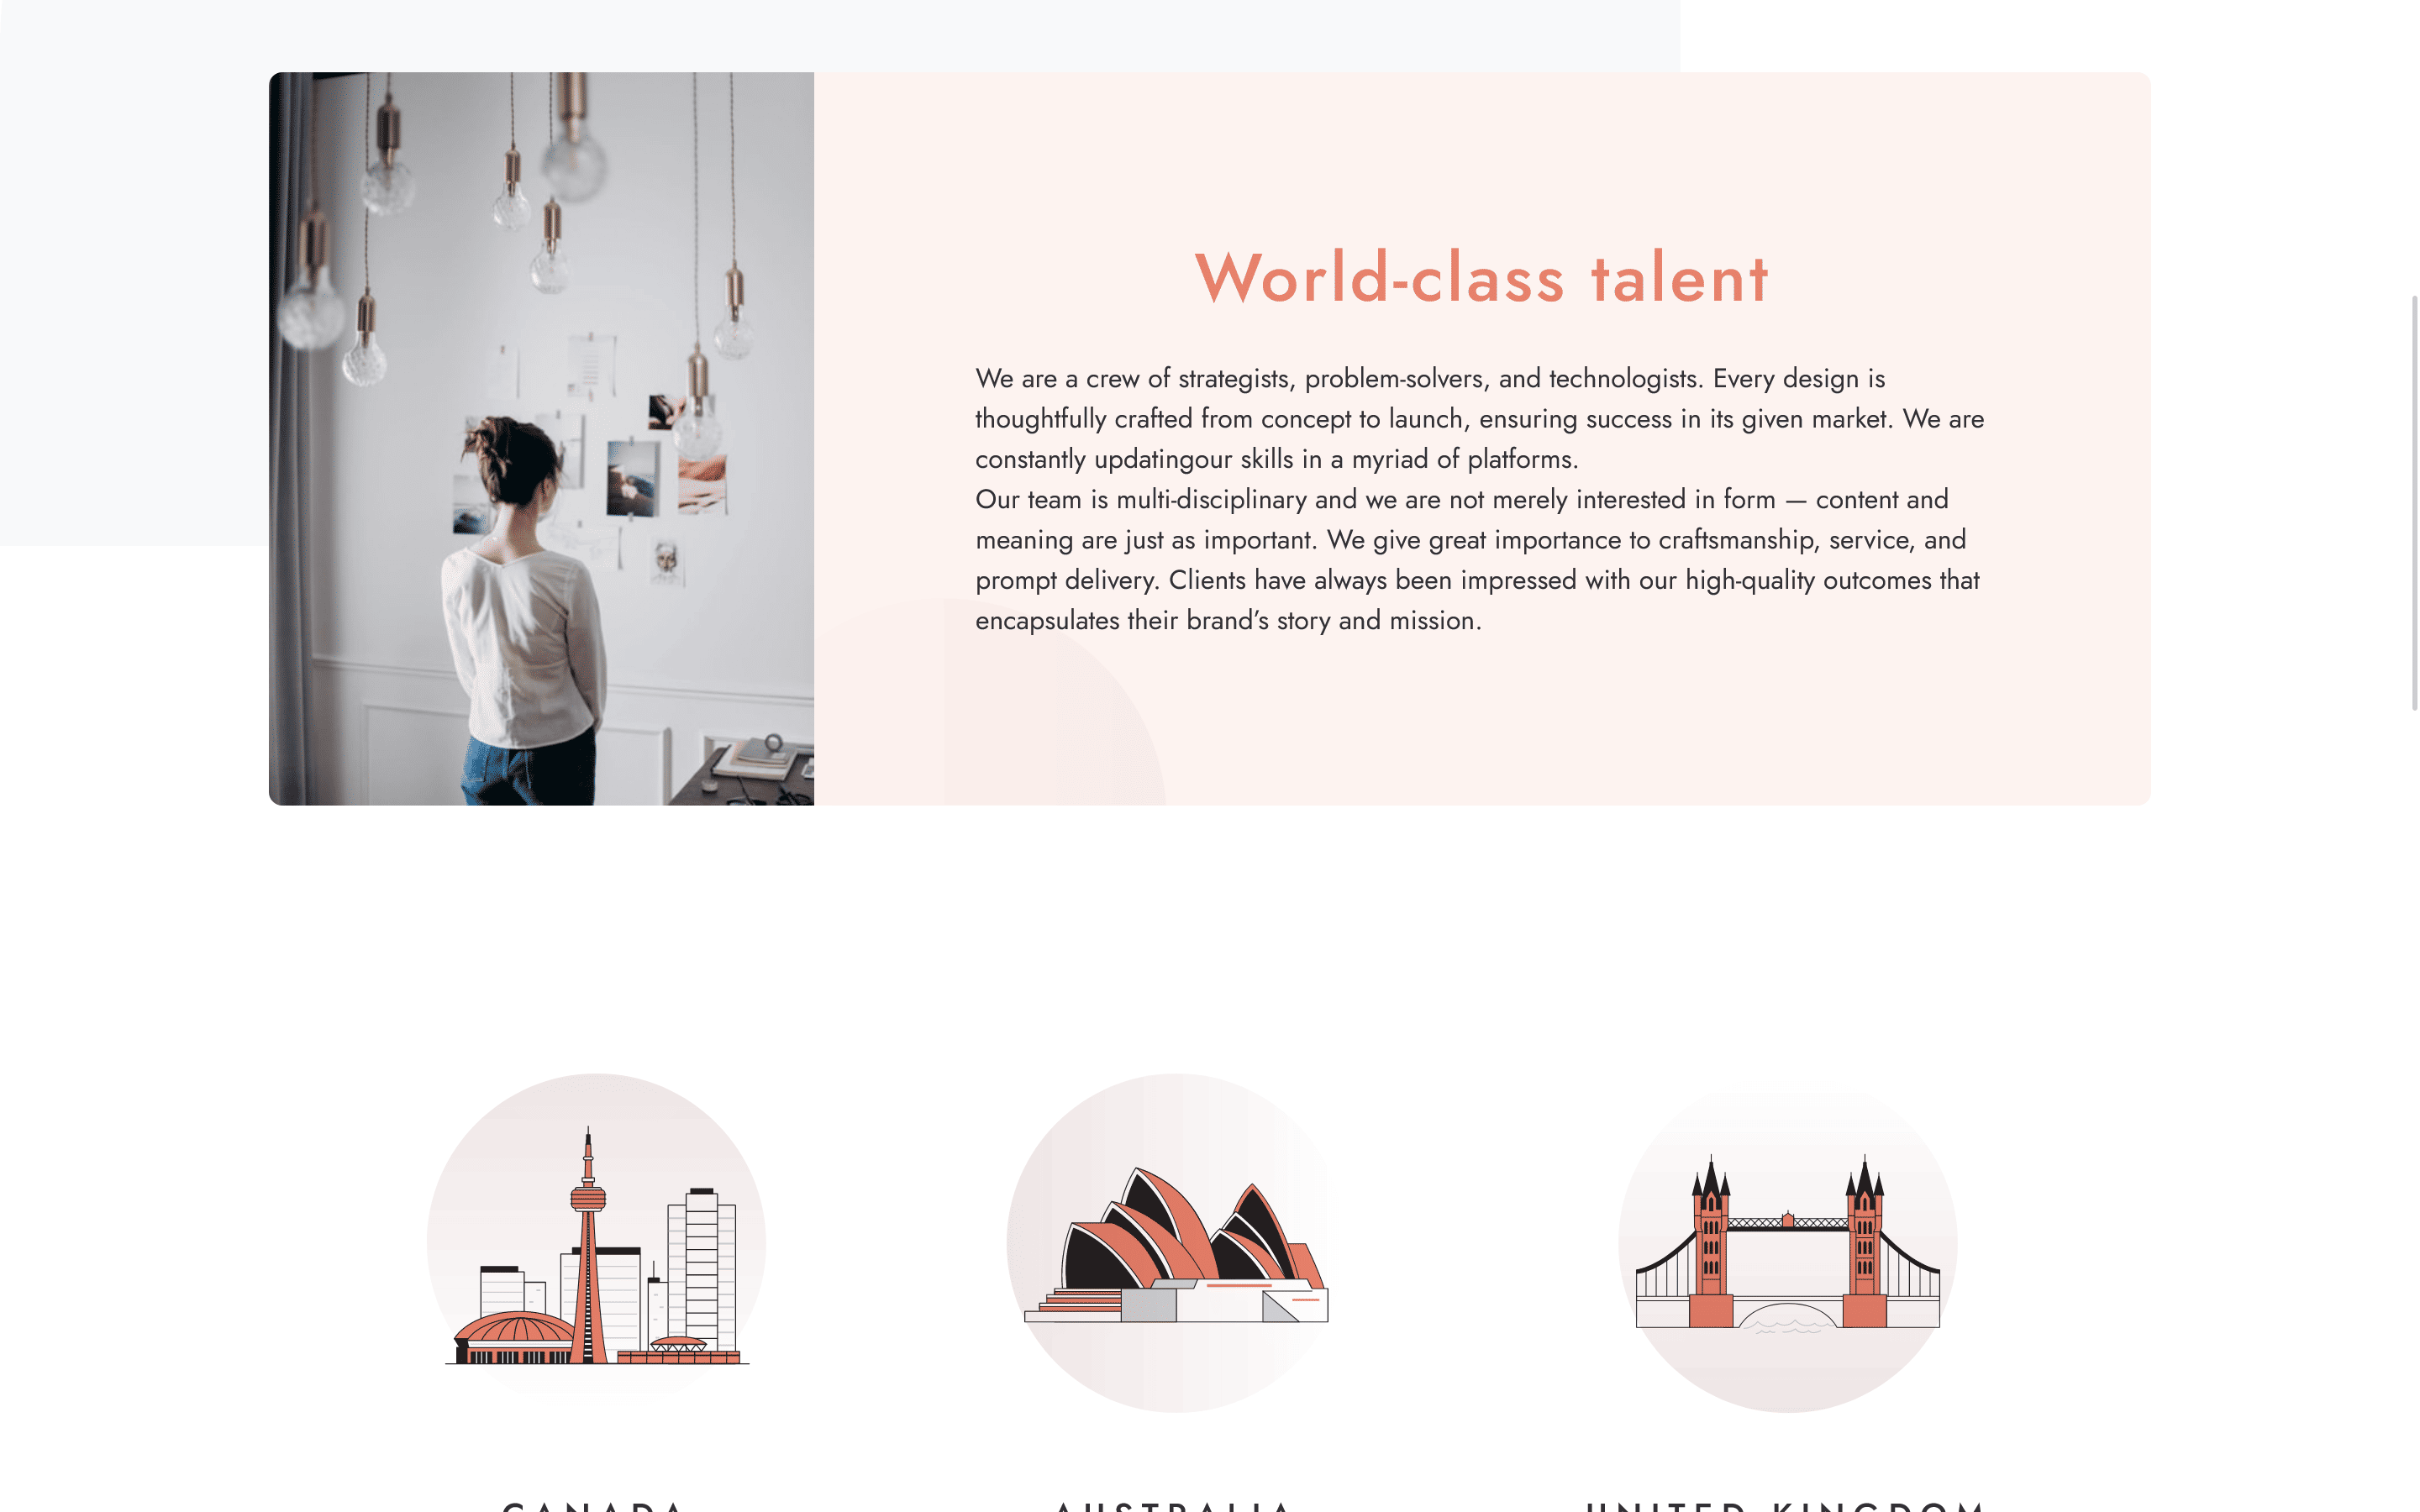 World-class talent
We are a crew of strategists, problem-solvers, and technologists. Every design is
thoughtfully crafted from concept to launch, ensuring success in its given market. We are
constantly updatingour skills in a myriad of platforms.
Our team is multi-disciplinary and we are not merely interested in form — content and
meaning are just as important. We give great importance to craftsmanship, service, and
prompt delivery. Clients have always been impressed with our high-quality outcomes that
encapsulates their brand’s story and mission.
CANADA
AUSTRALIA
UNITED KINGDOM